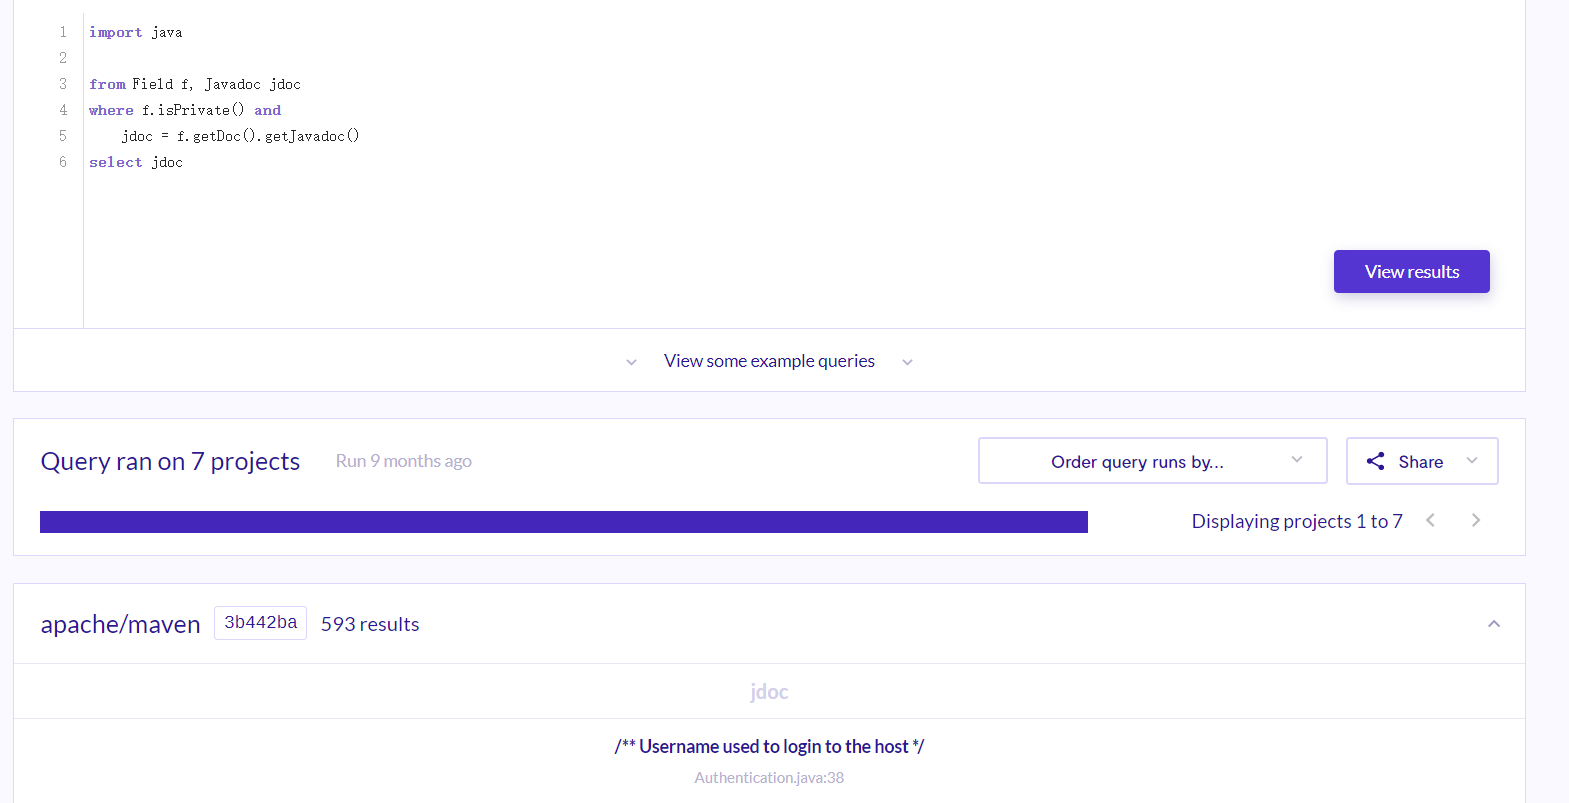 1 import java
2
3 from Field f, Javadoc jdoc
4 where f.isPrivate() and
5 jdoc = f.getDoc().getJavadoc()
6 select jdoc
View results
View some example queries
Query ran on 7 projects Run 9 months ago Order query runs by... Share
Displaying projects 1 to 7
apache/maven 3b442ba 593 results
jdoc
/** Username used to login to the host */
Authentication.java:38